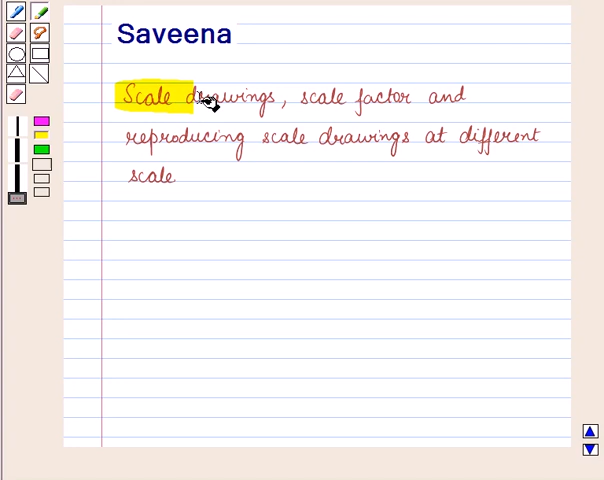 Saveena
Scale drawings, scale factor and
reproducing scale drawings at different
scale